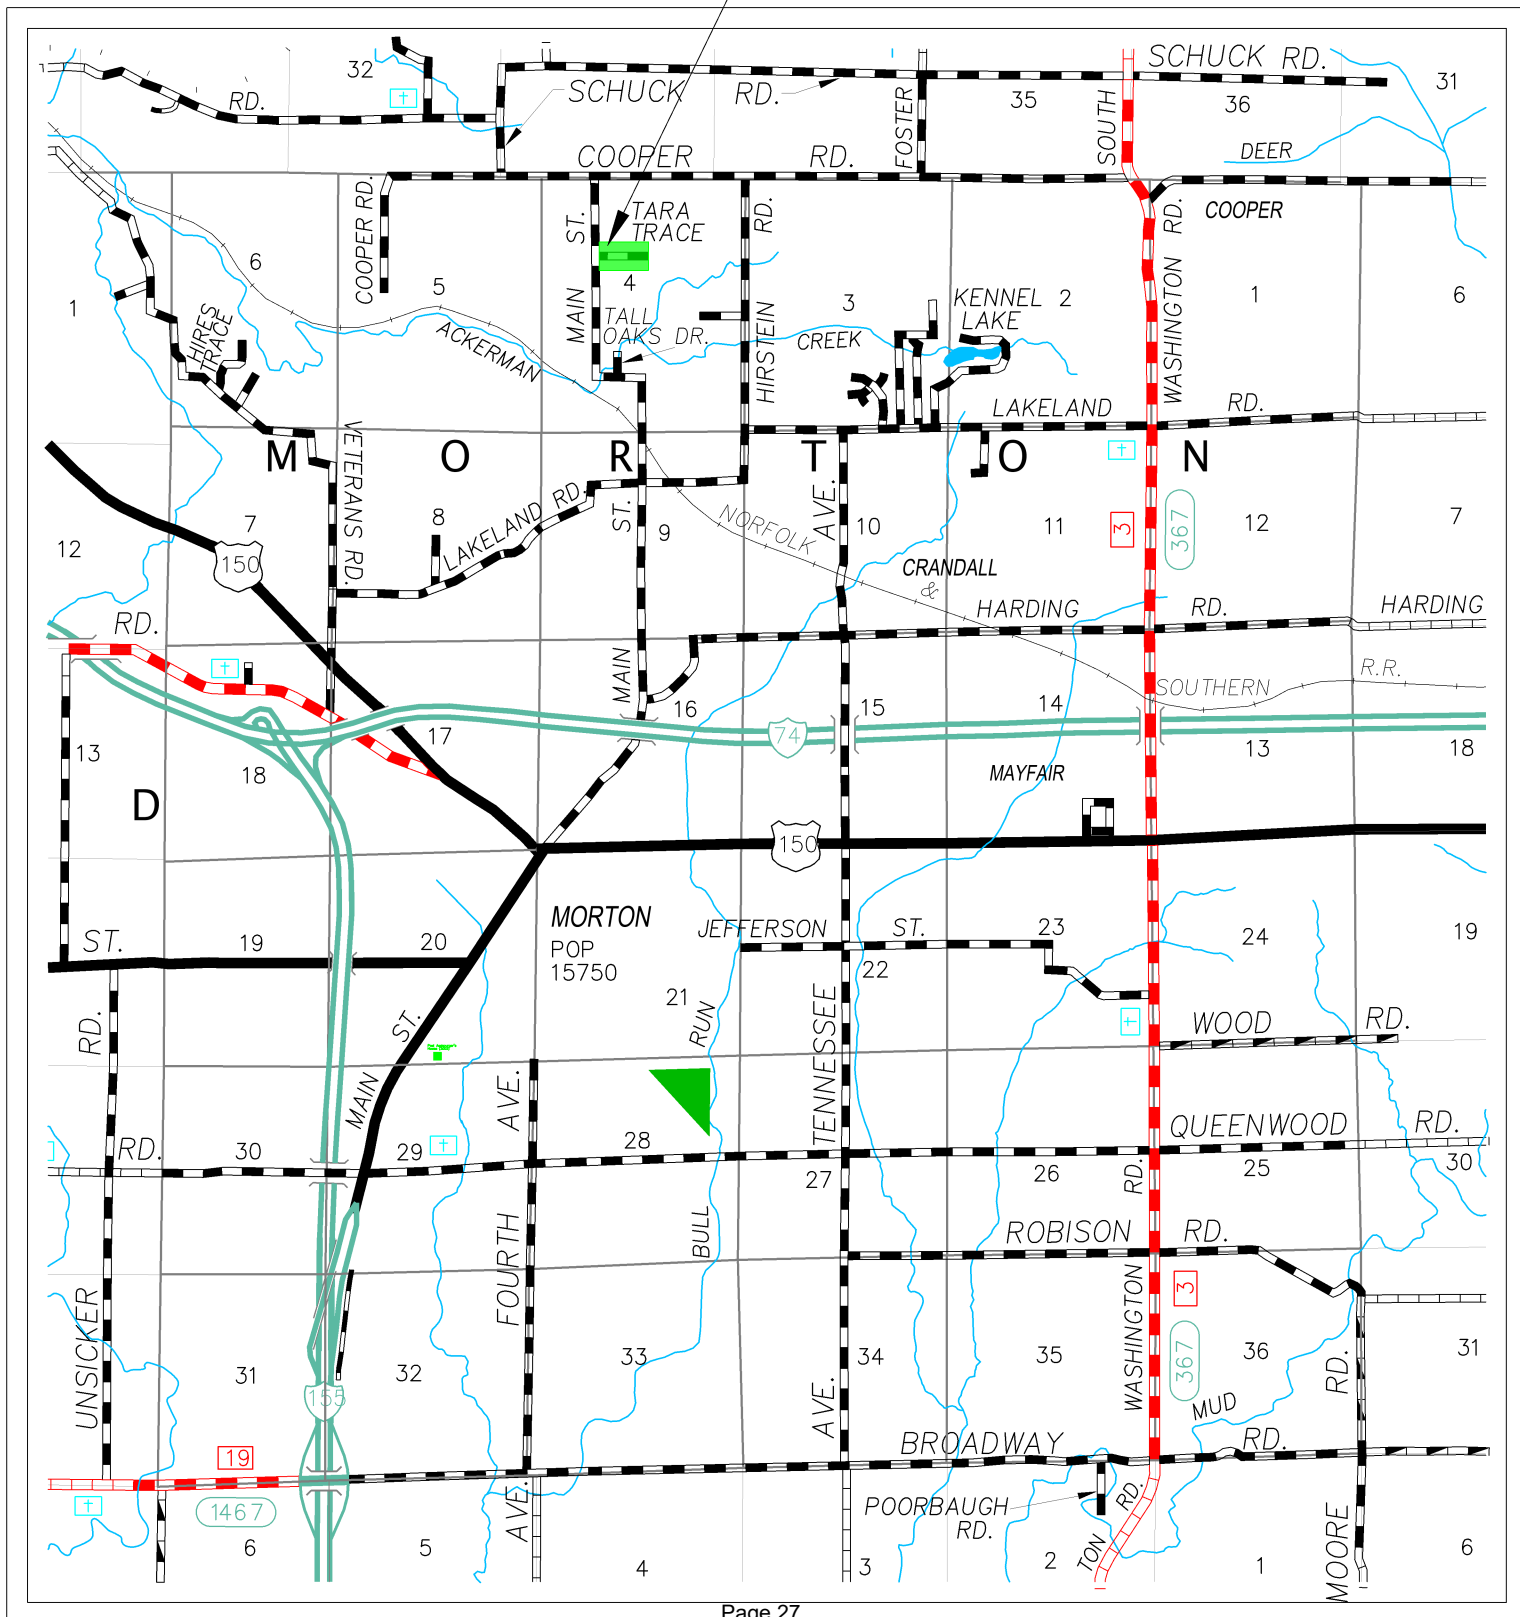 SCHUCK RD.
32
31
RD.
SCHUCK RD.
FOSTER
35
SOUTH
36
DEER
COOPER RD.
COOPER RD.
ST.
TARA
TRACE
RD.
WASHINGTON RD.
COOPER
6
5
4
3
KENNEL
LAKE
2
1
6
1
HIRES
TRACE
ACKERMAN
MAIN
TALL
OAKS DR.
HIRSTEIN
CREEK
LAKELAND RD.
M O R T O N
VETERANS RD.
7
8
LAKELAND RD.
ST.
9
NORFOLK
AVE.
10
11
3
367
12
7
12
150
CRANDALL
&
HARDING RD.
HARDING
RD.
MAIN
SOUTHERN
R.R.
16
15
14
13
17
74
13
18
18
MAYFAIR
D
150
MORTON
POP
15750
JEFFERSON ST.
23
24
19
ST.
19
20
22
21
RUN
TENNESSEE
WOOD RD.
RD.
ST.
MAIN
AVE.
QUEENWOOD RD.
RD.
30
29
28
27
26
RD.
25
30
BULL
FOURTH
ROBISON RD.
UNSICKER
WASHINGTON
3
367
31
32
33
34
35
36
RD.
31
155
AVE.
MUD
BROADWAY RD.
19
1467
AVE.
POORBAUGH
RD.
RD.
TON
MOORE
6
5
4
3
2
1
6
Page 27